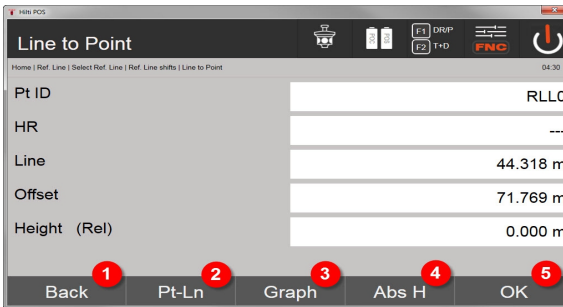 Hilti POS
Line to Point
POC
POS
F1 DR/P
F2 T+D
FNC
Home | Ref. Line | Select Ref. Line | Ref. Line shifts | Line to Point
04:30
Pt ID
RLL0
HR
---
Line
44.318 m
Offset
71.769 m
Height (Rel)
0.000 m
1 2 3 4 5
Back Pt-Ln Graph Abs H OK